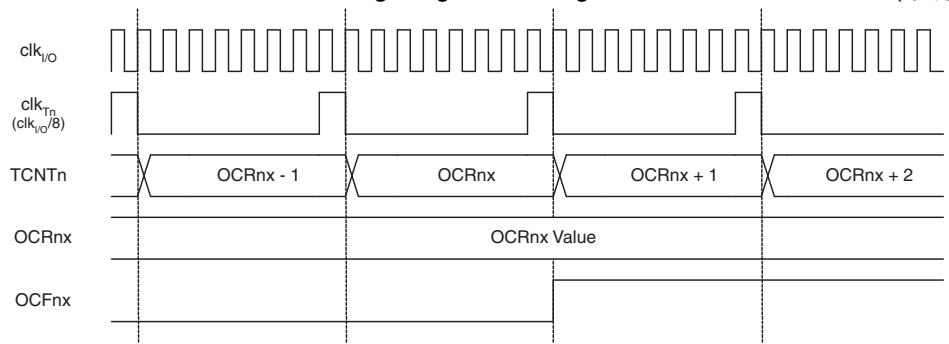 clkI/O
clkTn
(clkI/O/8)
TCNTn OCRnx - 1 OCRnx OCRnx + 1 OCRnx + 2
OCRnx OCRnx Value
OCFnx